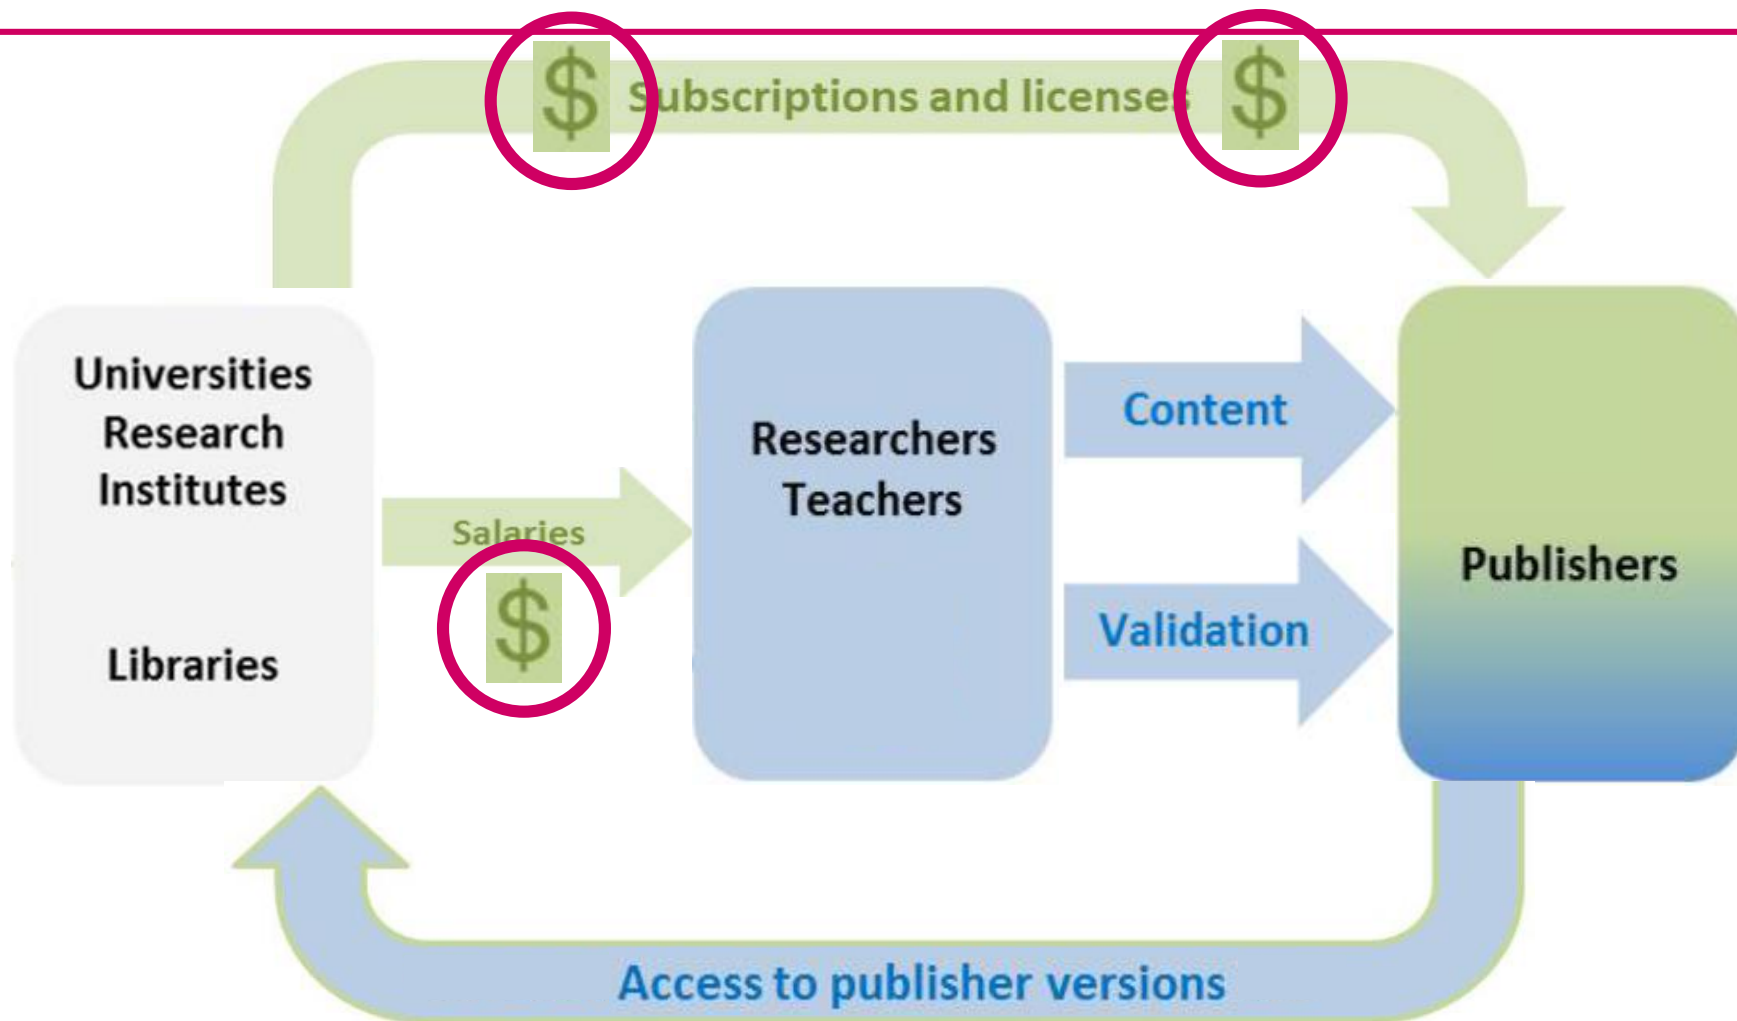 $ Subscriptions and licenses $
Universities
Research
Institutes
Libraries
Salaries
$
Researchers
Teachers
Content
Validation
Publishers
Access to publisher versions